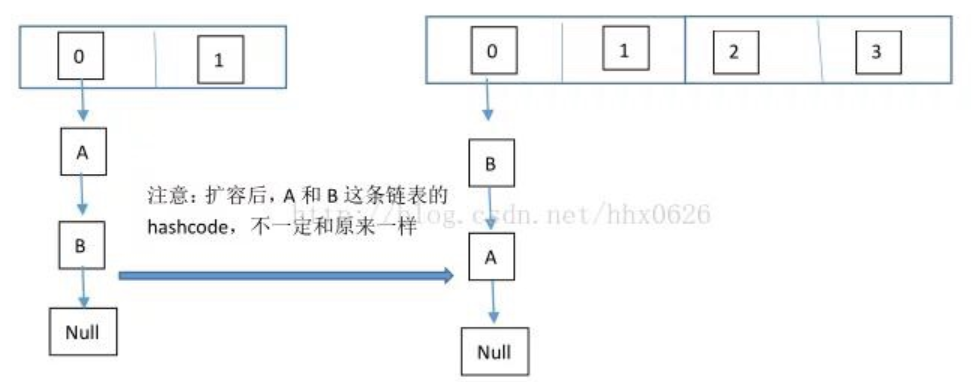 0 1
0 1 2 3
A
B
Null
注意：扩容后，A 和 B 这条链表的
hashcode，不一定和原来一样
http://blog.csdn.net/hhx0626
B
A
Null